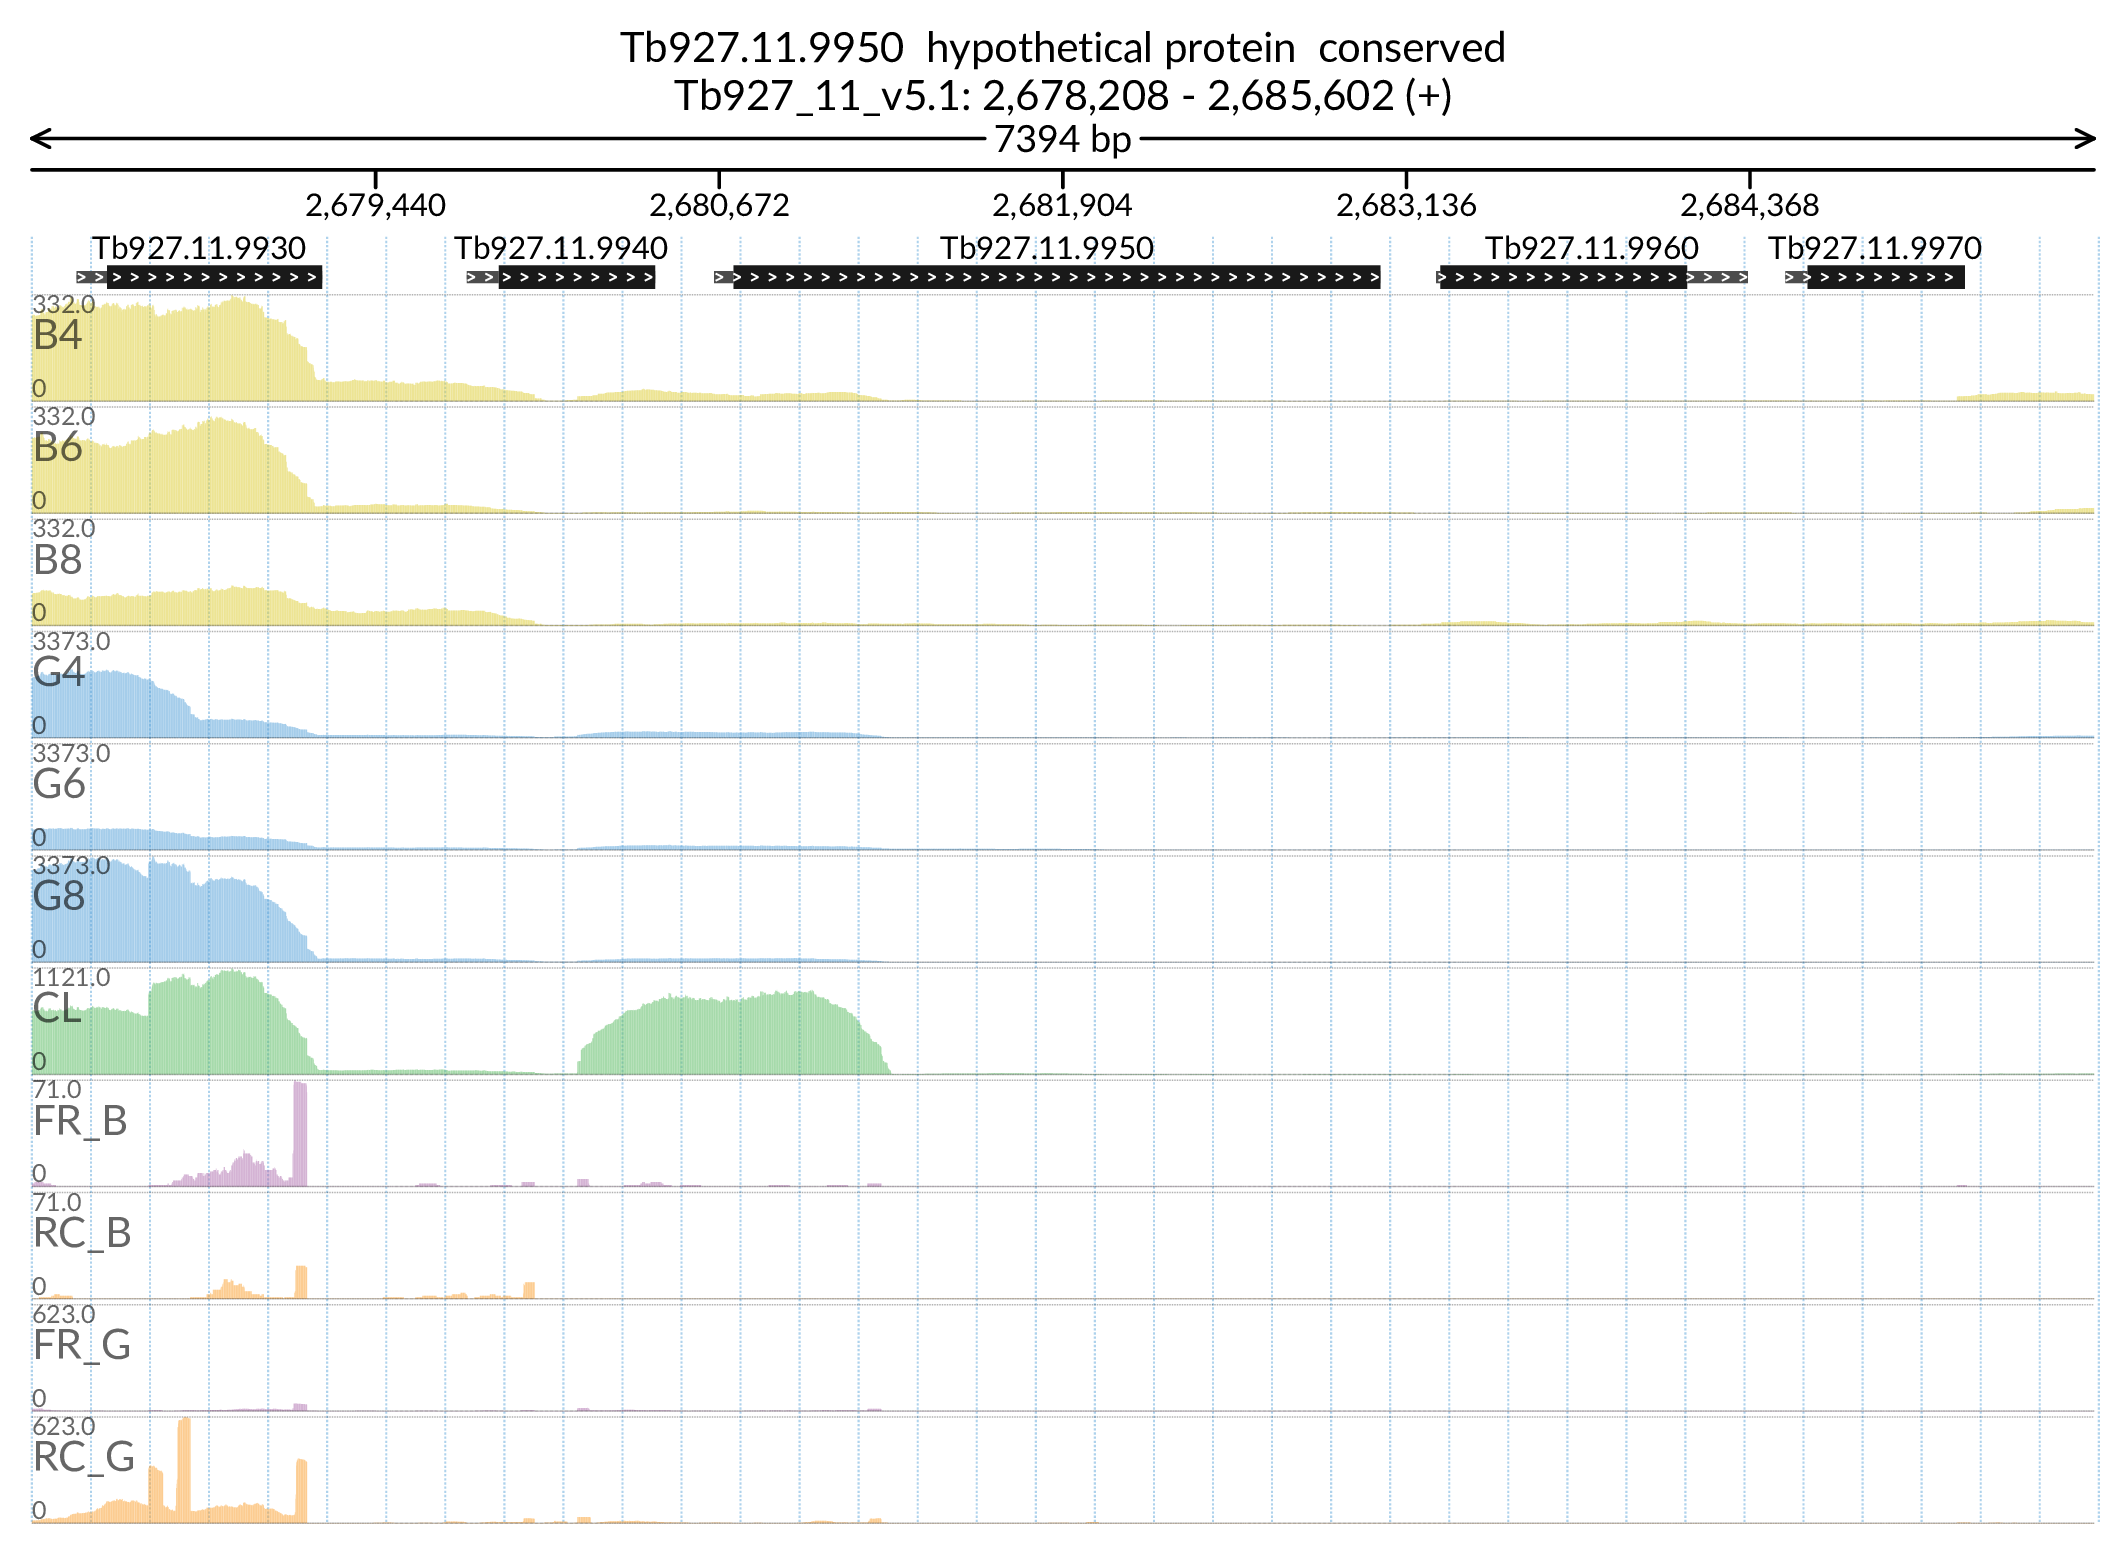 Tb927.11.9950  hypothetical protein  conserved
Tb927_11_v5.1: 2,678,208 - 2,685,602 (+)
7394 bp
2,679,440 2,680,672 2,681,904 2,683,136 2,684,368
Tb927.11.9930 Tb927.11.9940 Tb927.11.9950 Tb927.11.9960 Tb927.11.9970
332.0
B4
0
332.0
B6
0
332.0
B8
0
3373.0
G4
0
3373.0
G6
0
3373.0
G8
0
1121.0
CL
0
71.0
FR_B
0
71.0
RC_B
0
623.0
FR_G
0
623.0
RC_G
0